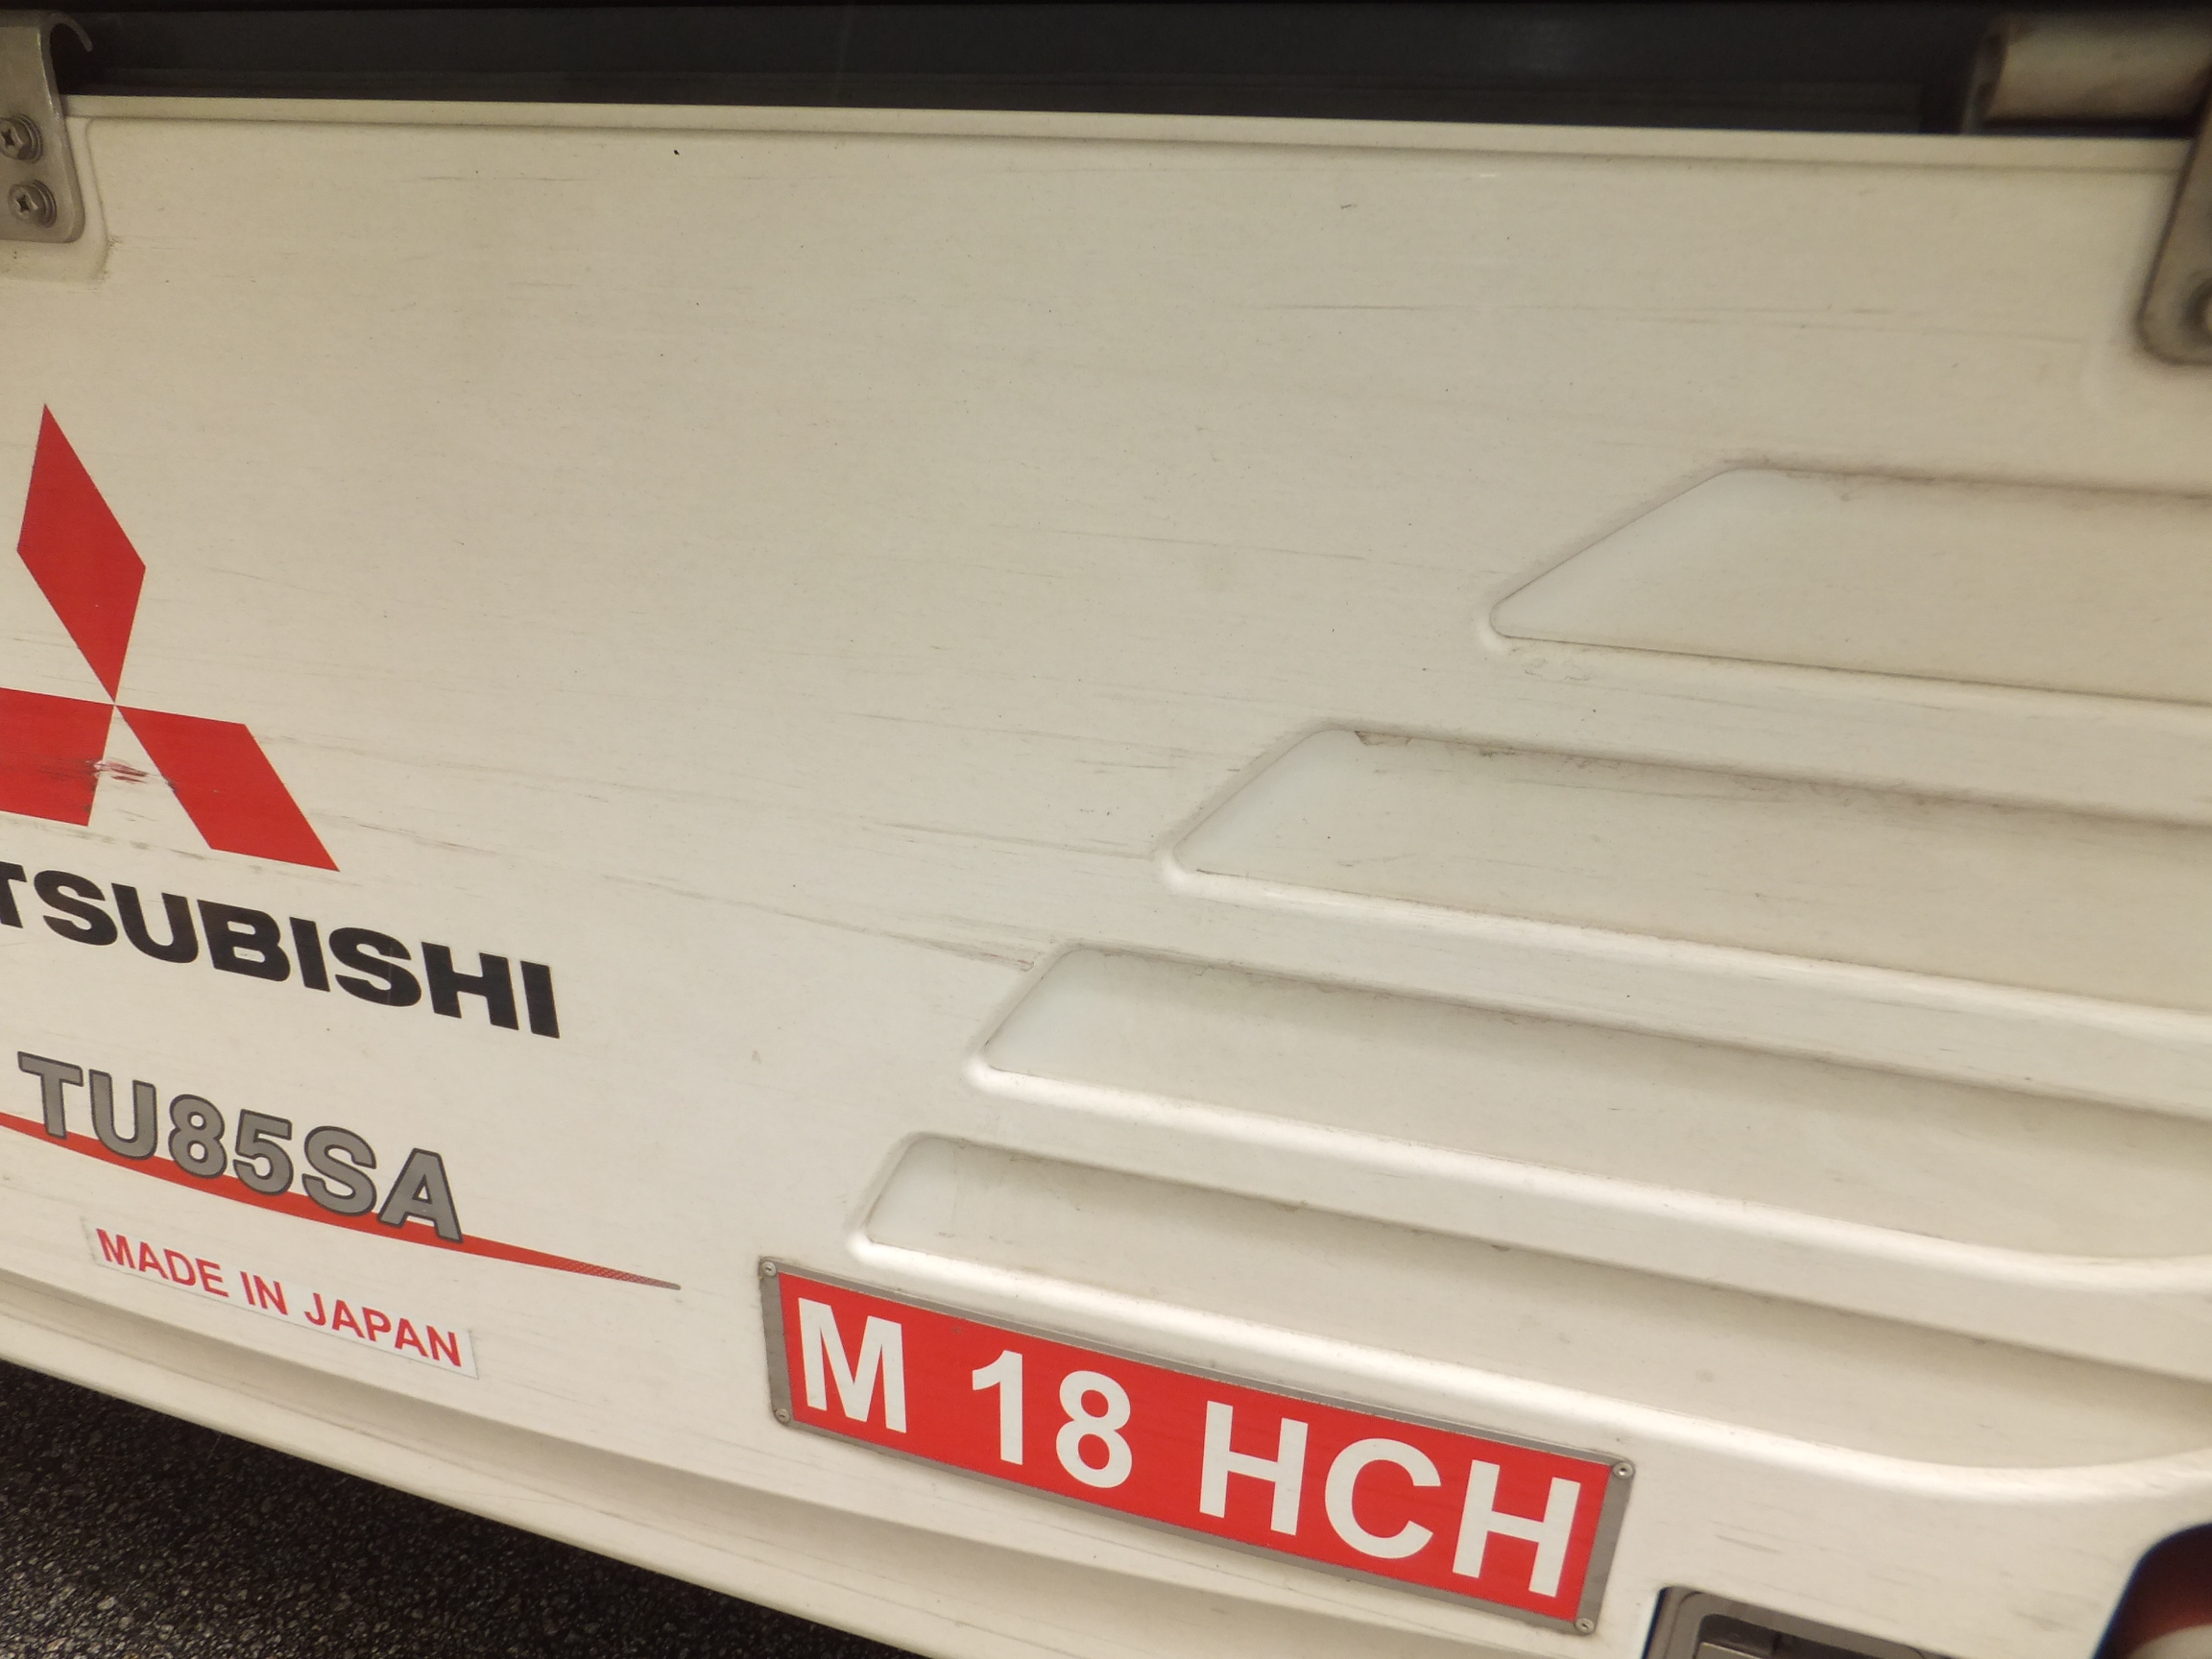 TSUBISHI
TU85SA
MADE IN JAPAN
M 18 HCH